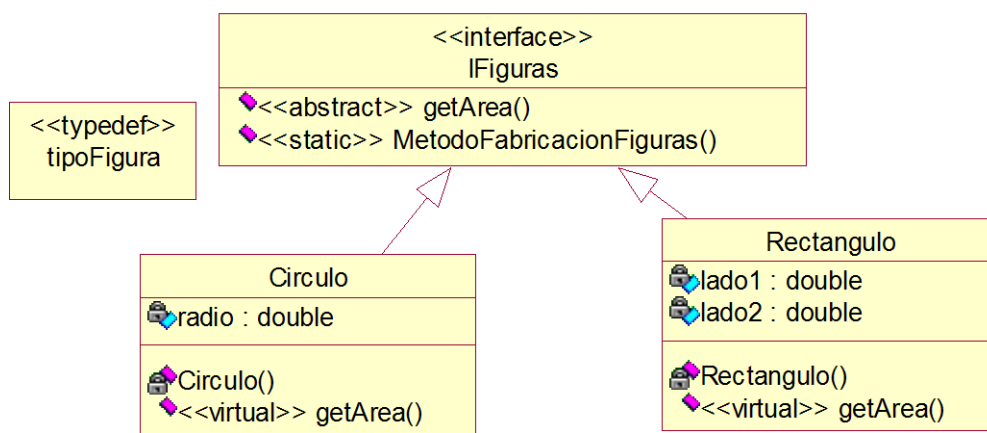 <<interface>>
IFiguras
<<abstract>> getArea()
<<static>> MetodoFabricacionFiguras()
<<typedef>>
tipoFigura
Circulo
radio : double
Circulo()
<<virtual>> getArea()
Rectangulo
lado1 : double
lado2 : double
Rectangulo()
<<virtual>> getArea()